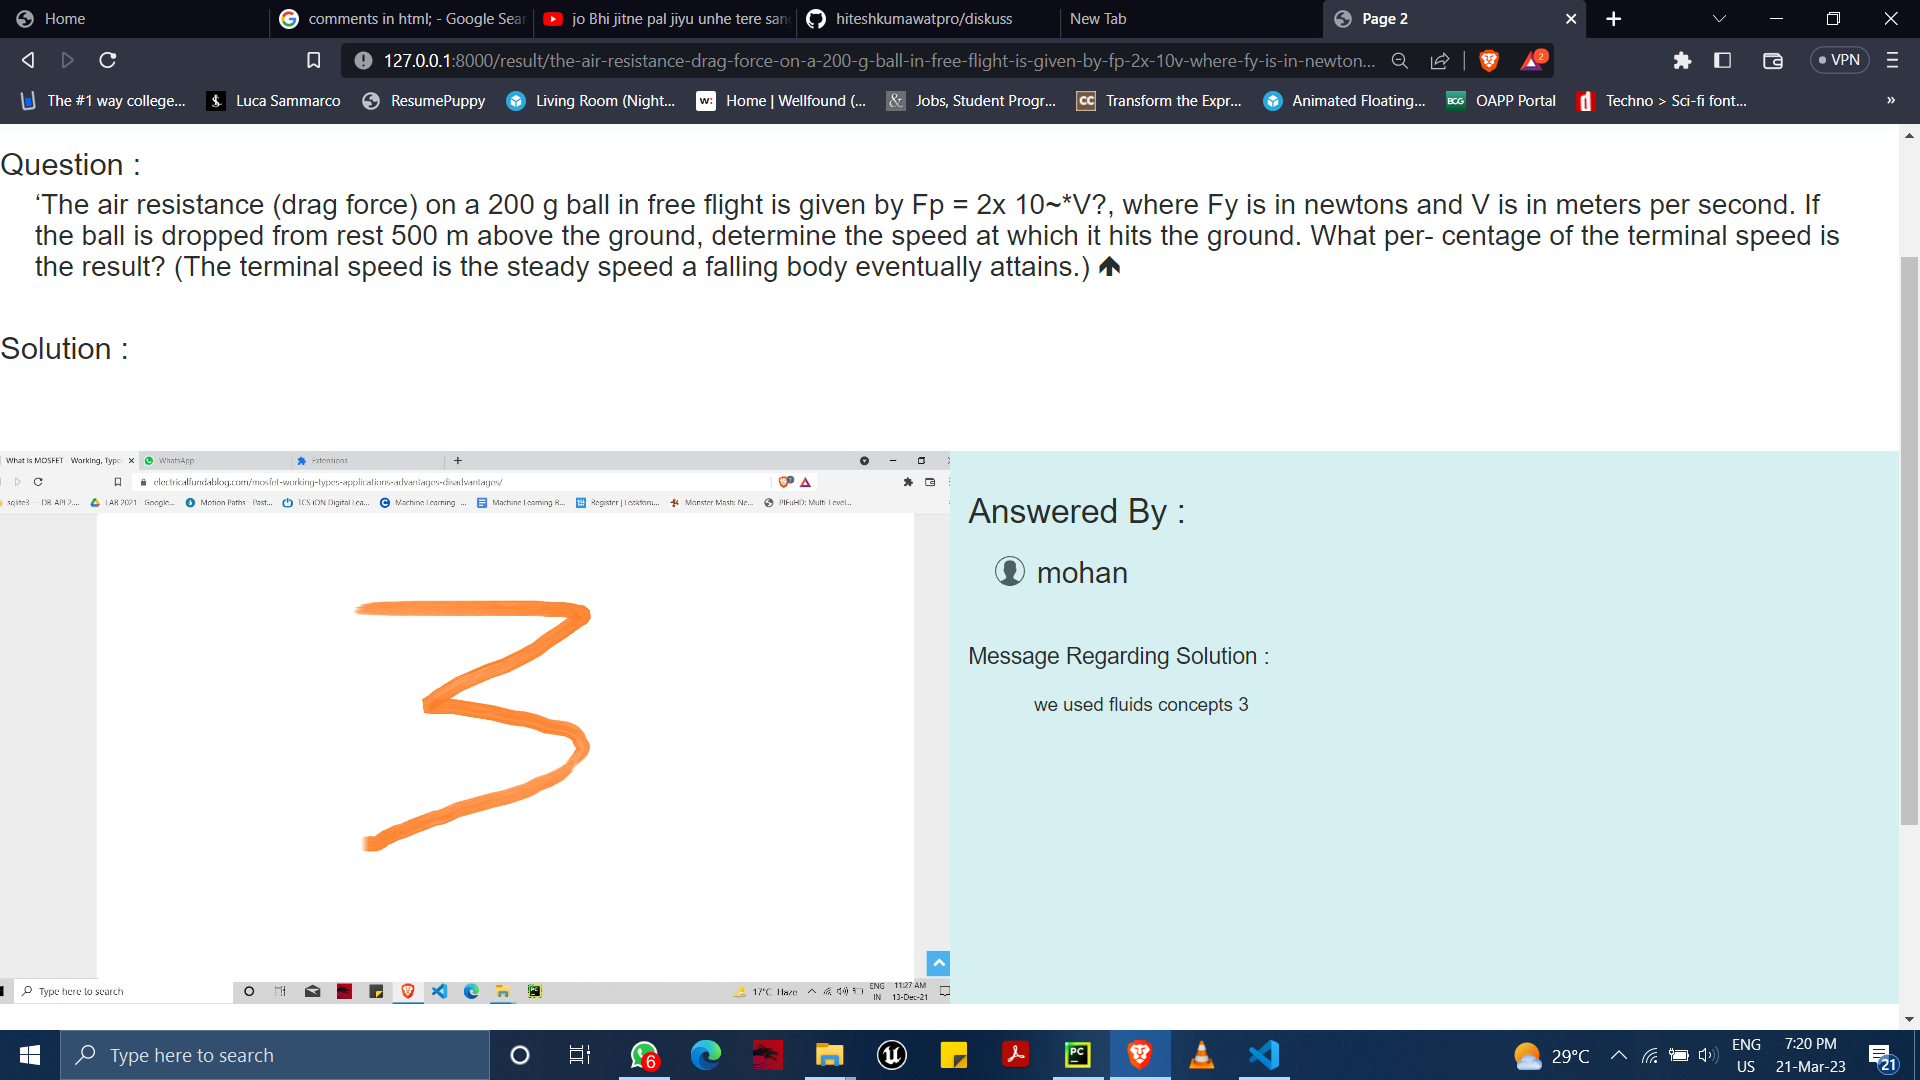 Home
comments in html; - Google Sear
jo Bhi jitne pal jiyu unhe tere san
hiteshkumawatpro/diskuss
New Tab
Page 2
127.0.0.1:8000/result/the-air-resistance-drag-force-on-a-200-g-ball-in-free-flight-is-given-by-fp-2x-10v-where-fy-is-in-newton...
2
VPN
The #1 way college...
Luca Sammarco
ResumePuppy
Living Room (Night...
w:
Home | Wellfound (...
&
Jobs, Student Progr...
CC
Transform the Expr...
Animated Floating...
BCG
OAPP Portal
Techno > Sci-fi font...
»
Question :
‘The air resistance (drag force) on a 200 g ball in free flight is given by Fp = 2x 10~*V?, where Fy is in newtons and V is in meters per second. If
the ball is dropped from rest 500 m above the ground, determine the speed at which it hits the ground. What per- centage of the terminal speed is
the result? (The terminal speed is the steady speed a falling body eventually attains.)
Solution :
What is MOSFET - Working, Type
WhatsApp
Extensions
electricalfundablog.com/mosfet-working-types-applications-advantages-disadvantages/
sqlite3 — DB-API 2....
LAB 2021 - Google...
Motion Paths - Past...
TCS iON Digital Lea...
Machine Learning ...
Machine Learning R...
Register | Leakforu...
Monster Mash: Ne...
PIFuHD: Multi-Level...
3
Type here to search
17°C Haze
ENG
IN
11:27 AM
13-Dec-21
Answered By :
mohan
Message Regarding Solution :
we used fluids concepts 3
Type here to search
6
PC
29°C
ENG
US
7:20 PM
21-Mar-23
21